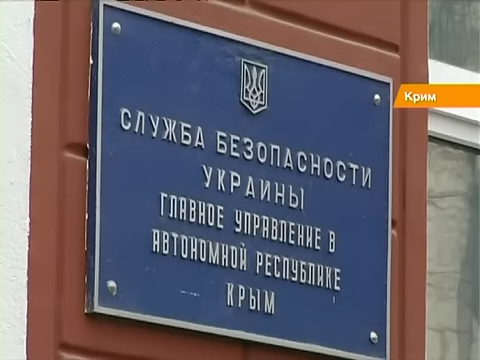 Крим
СЛУЖБА БЕЗОПАСНОСТИ
УКРАИНЫ
ГЛАВНОЕ УПРАВЛЕНИЕ В
АВТОНОМНОЙ РЕСПУБЛИКЕ
КРЫМ